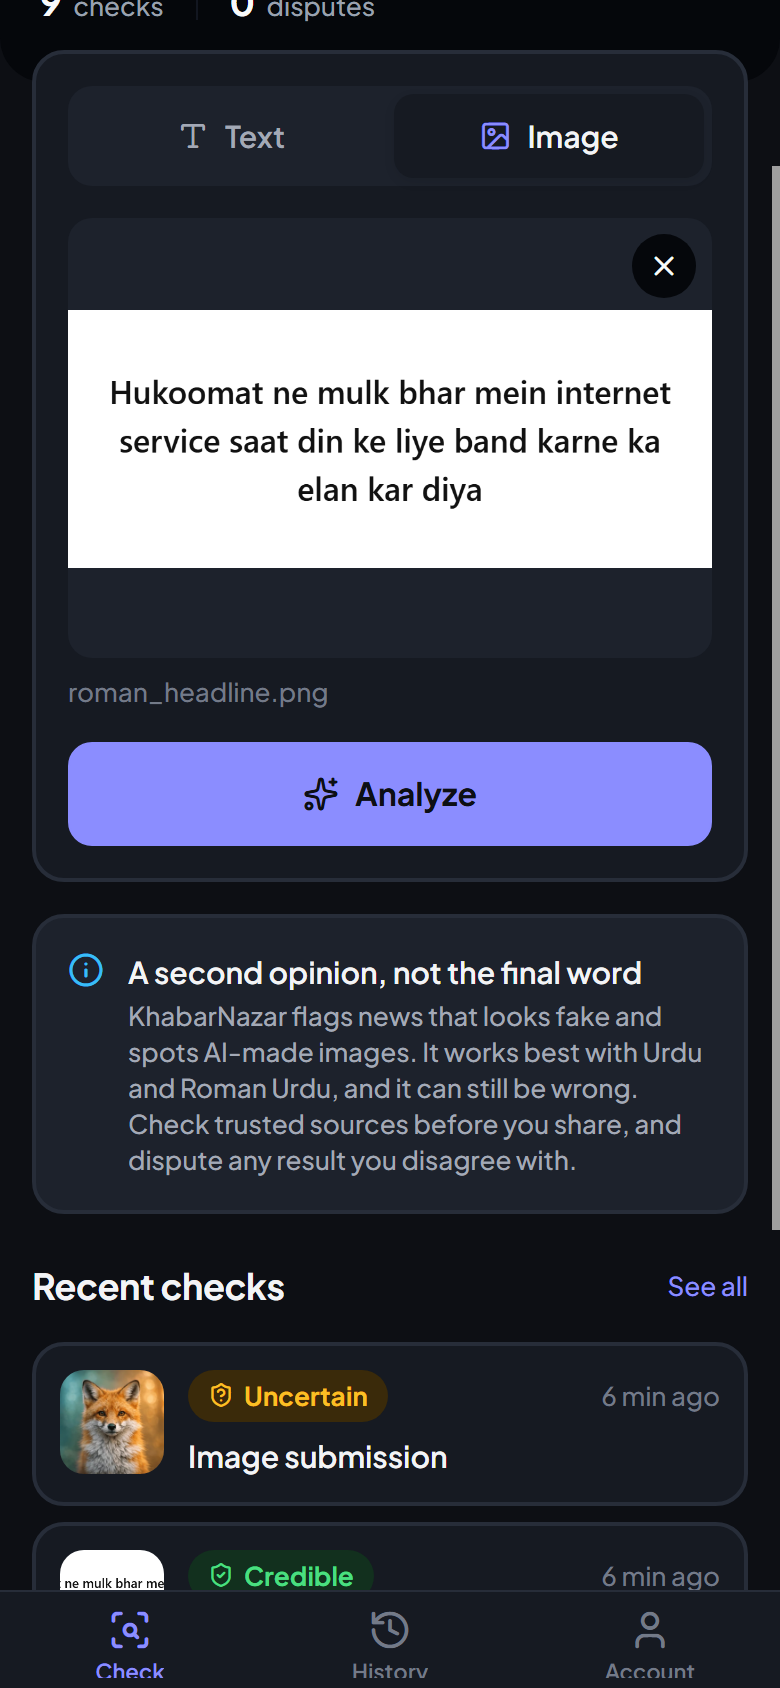 9 checks 0 disputes
Text Image
Hukoomat ne mulk bhar mein internet
service saat din ke liye band karne ka
elan kar diya
roman_headline.png
Analyze
A second opinion, not the final word
KhabarNazar flags news that looks fake and
spots AI-made images. It works best with Urdu
and Roman Urdu, and it can still be wrong.
Check trusted sources before you share, and
dispute any result you disagree with.
Recent checks See all
Uncertain 6 min ago
Image submission
ne mulk bhar me
Credible 6 min ago
Check History Account